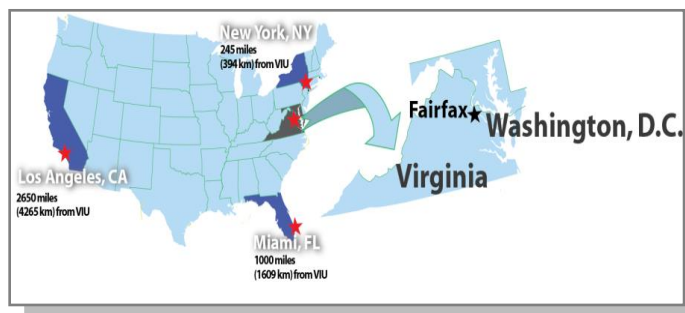 New York, NY
245 miles
(394 km) from VIU
Los Angeles, CA
2650 miles
(4265 km) from VIU
Miami, FL
1000 miles
(1609 km) from VIU
Fairfax
Washington, D.C.
Virginia